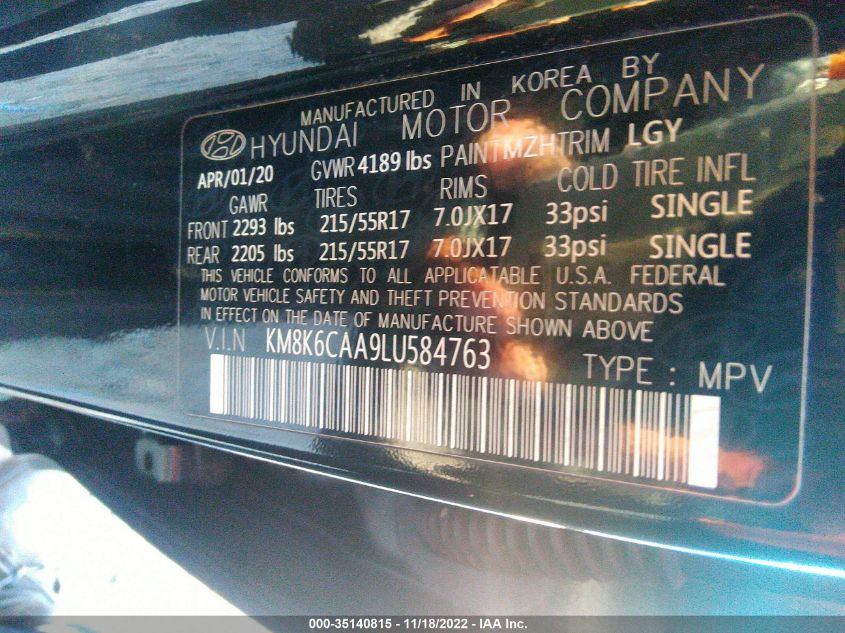 MANUFACTURED IN KOREA BY
HYUNDAI MOTOR COMPANY
APR/01/20 GVWR 4189 lbs PAINT MZH TRIM LGY
GAWR TIRES RIMS COLD TIRE INFL
FRONT 2293 lbs 215/55R17 7.0JX17 33psi SINGLE
REAR 2205 lbs 215/55R17 7.0JX17 33psi SINGLE
THIS VEHICLE CONFORMS TO ALL APPLICATABLE U.S.A. FEDERAL
MOTOR VEHICLE SAFETY AND THEFT PREVENTION STANDARDS
IN EFFECT ON THE DATE OF MANUFACTURE SHOWN ABOVE
V.I.N KM8K6CAA9LU584763 TYPE : MPV
000-35140815 - 11/18/2022 - IAA Inc.